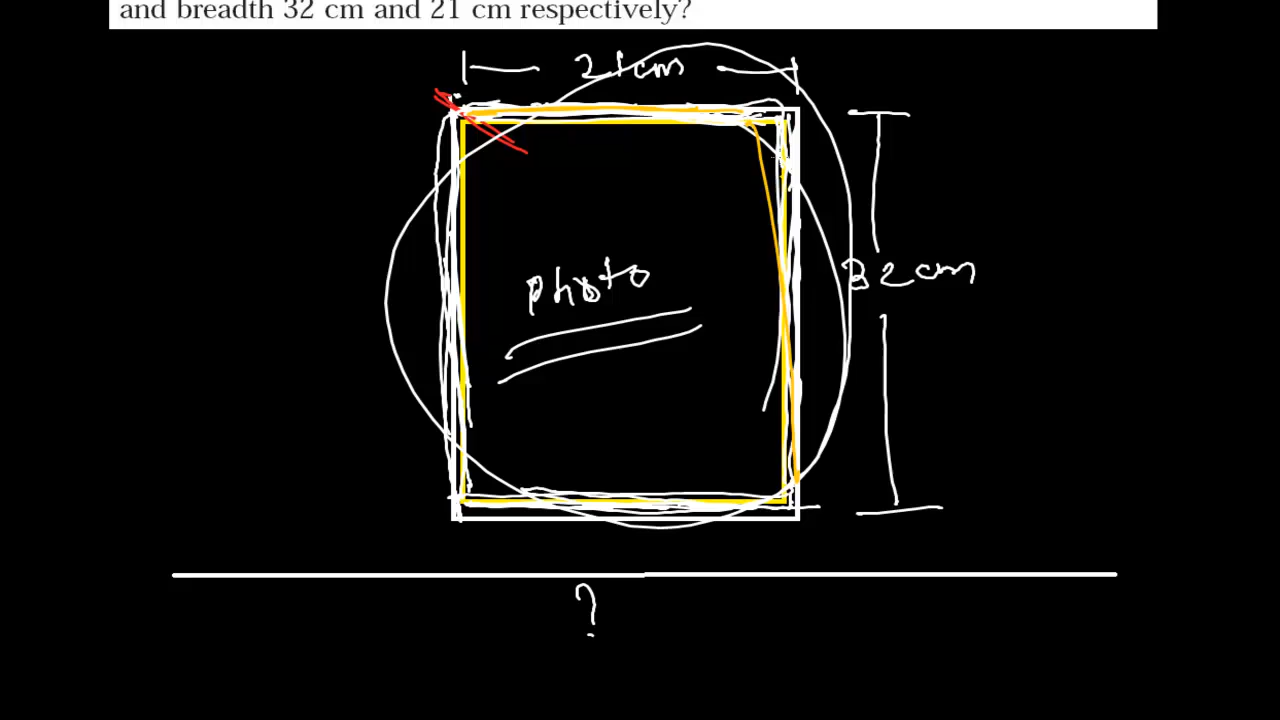 and breadth 32 cm and 21 cm respectively?
21cm
32cm
photo
?